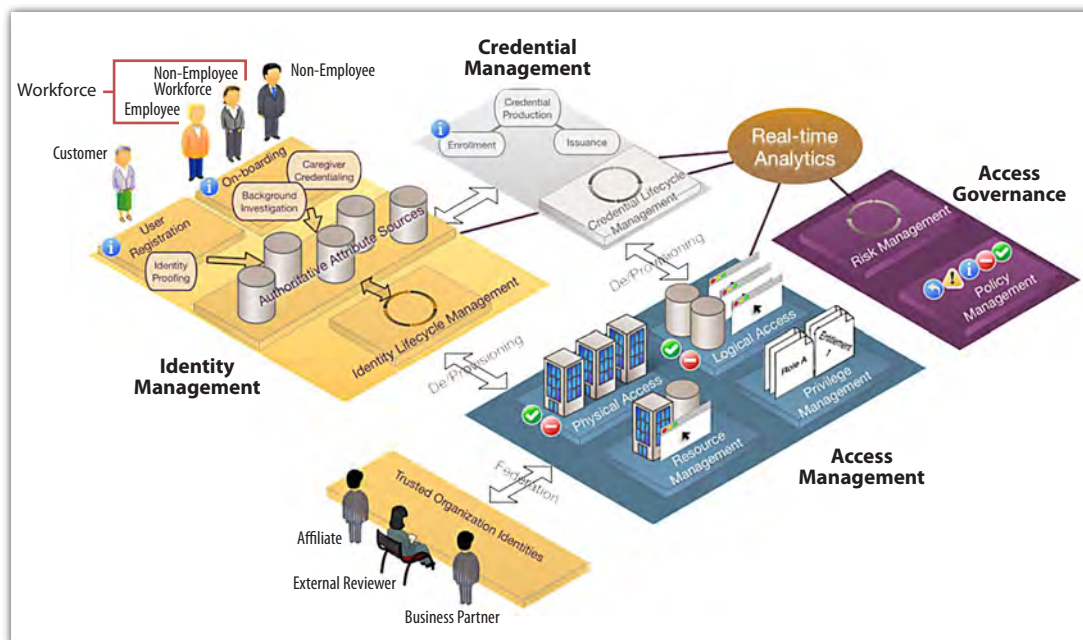 Credential
Management
Non-Employee
Non-Employee
Workforce
Workforce
Employee
Customer
Credential
Production
Enrollment
Issuance
Real-time
Analytics
Access
Governance
On-boarding
Caregiver
Credentialing
Background
Investigation
User
Registration
Identity
Proofing
Authoritative Attribute Sources
Identity Lifecycle Management
Identity
Management
Credential Lifecycle
Management
De/Provisioning
De/Provisioning
Risk Management
Policy
Management
Logical Access
Physical Access
Role A
Entitlement
Privilege
Management
Resource
Management
Access
Management
Federation
Trusted Organization Identities
Affiliate
External Reviewer
Business Partner